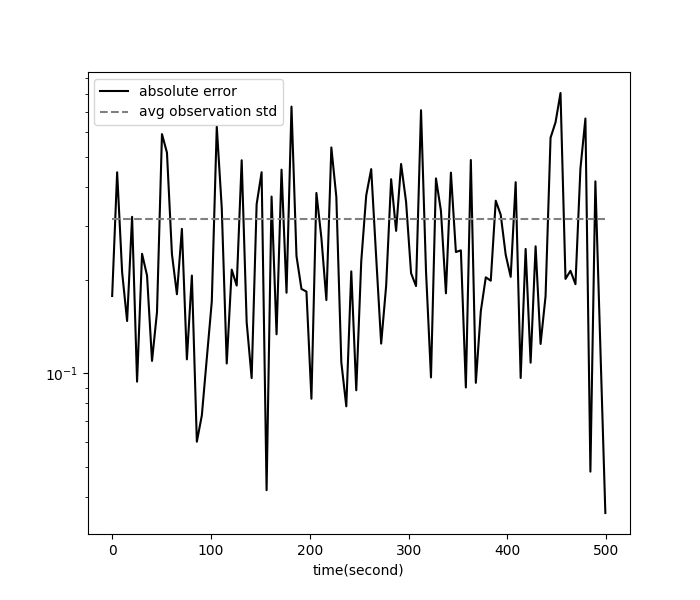 absolute error
avg observation std
10⁻¹
0 100 200 300 400 500
time(second)